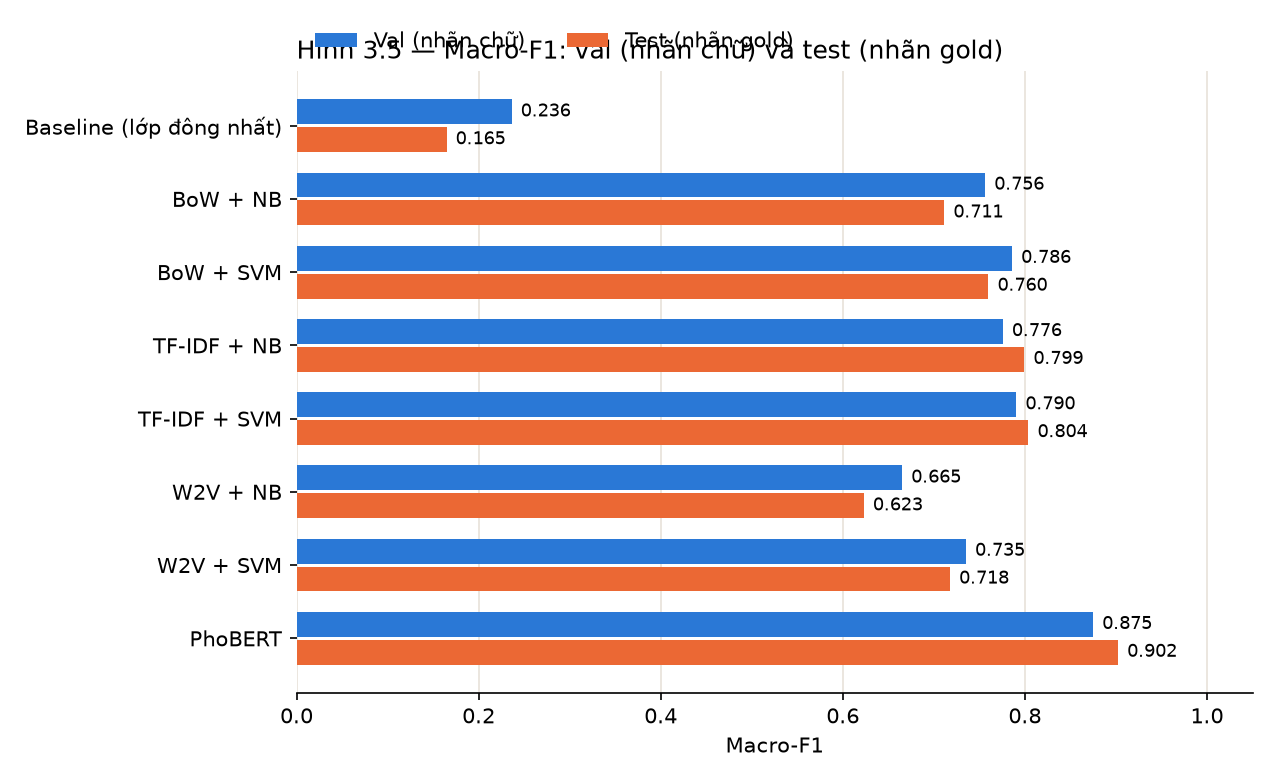 Val (nhãn chữ) Test (nhãn gold)
Hình 3.5 — Macro-F1: val (nhãn chữ) và test (nhãn gold)
Baseline (lớp đông nhất) 0.236
0.165
BoW + NB 0.756
0.711
BoW + SVM 0.786
0.760
TF-IDF + NB 0.776
0.799
TF-IDF + SVM 0.790
0.804
W2V + NB 0.665
0.623
W2V + SVM 0.735
0.718
PhoBERT 0.875
0.902
0.0 0.2 0.4 0.6 0.8 1.0
Macro-F1